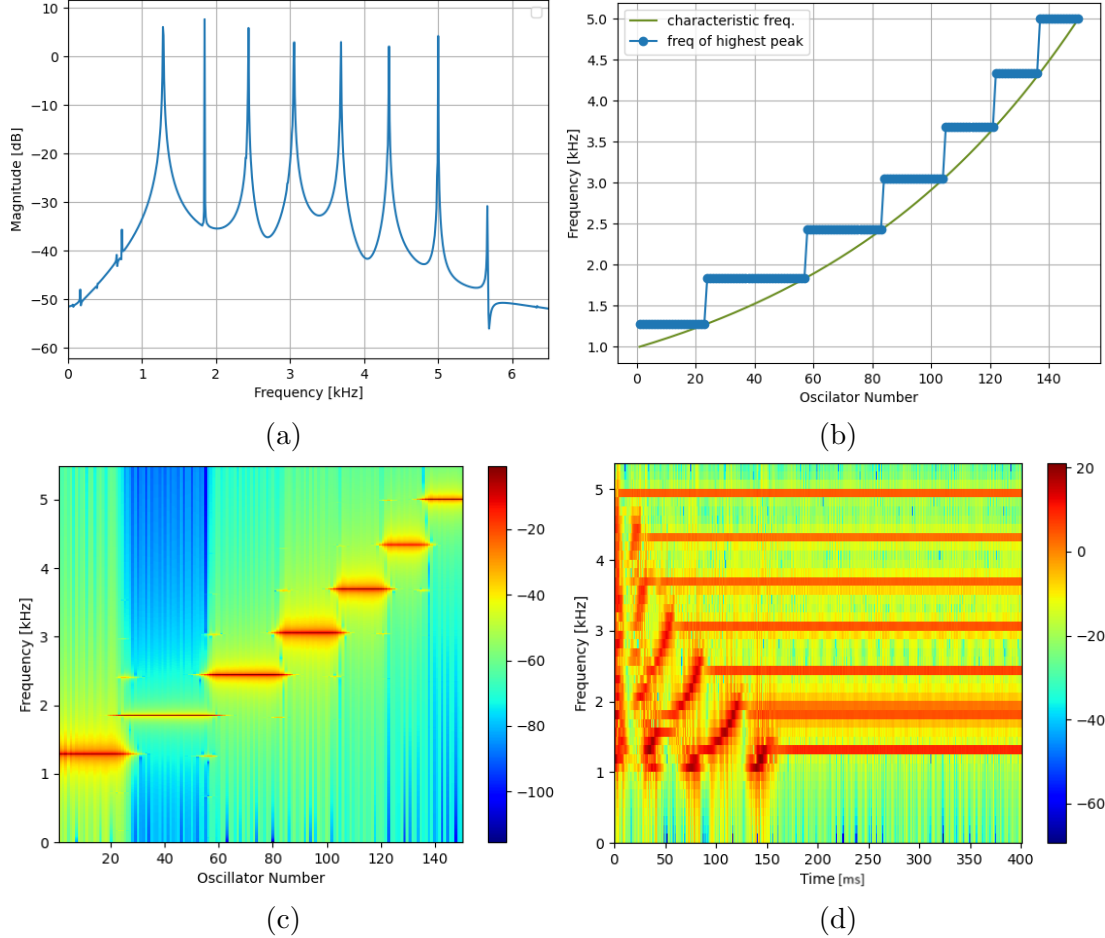 10
0
−10
−20
−30
−40
−50
−60
Magnitude [dB]
0 1 2 3 4 5 6
Frequency [kHz]
(a)
characteristic freq.
freq of highest peak
5.0
4.5
4.0
3.5
3.0
2.5
2.0
1.5
1.0
Frequency [kHz]
0 20 40 60 80 100 120 140
Oscilator Number
(b)
5
4
3
2
1
0
Frequency [kHz]
20 40 60 80 100 120 140
Oscillator Number
−20
−40
−60
−80
−100
(c)
5
4
3
2
1
0
Frequency [kHz]
0 50 100 150 200 250 300 350 400
Time [ms]
20
0
−20
−40
−60
(d)